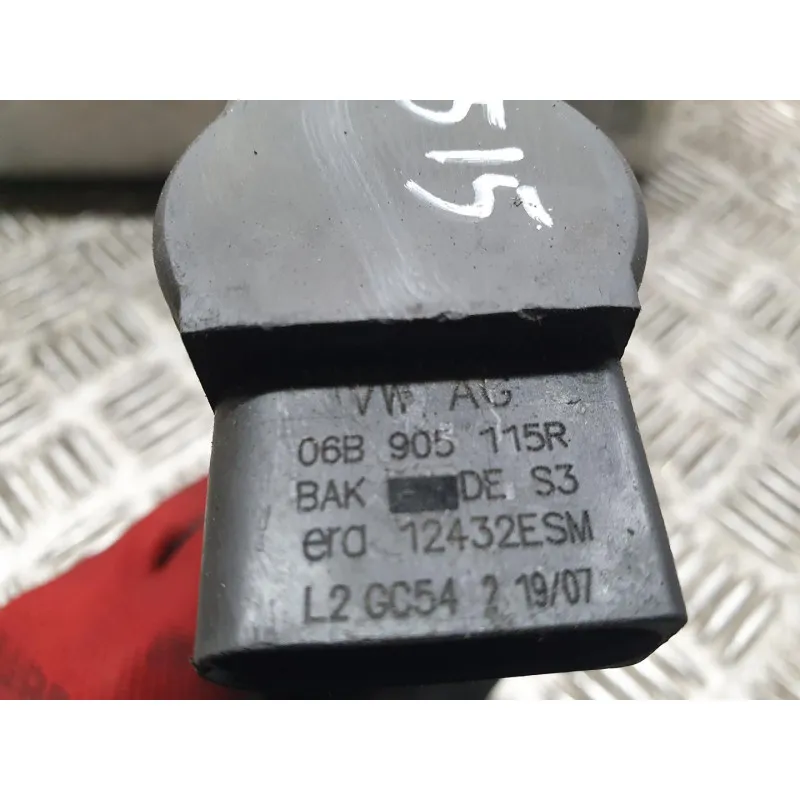 515
VW AG
06B 905 115R
BAK DE S3
era 12432ESM
L2 GC54 2 19/07